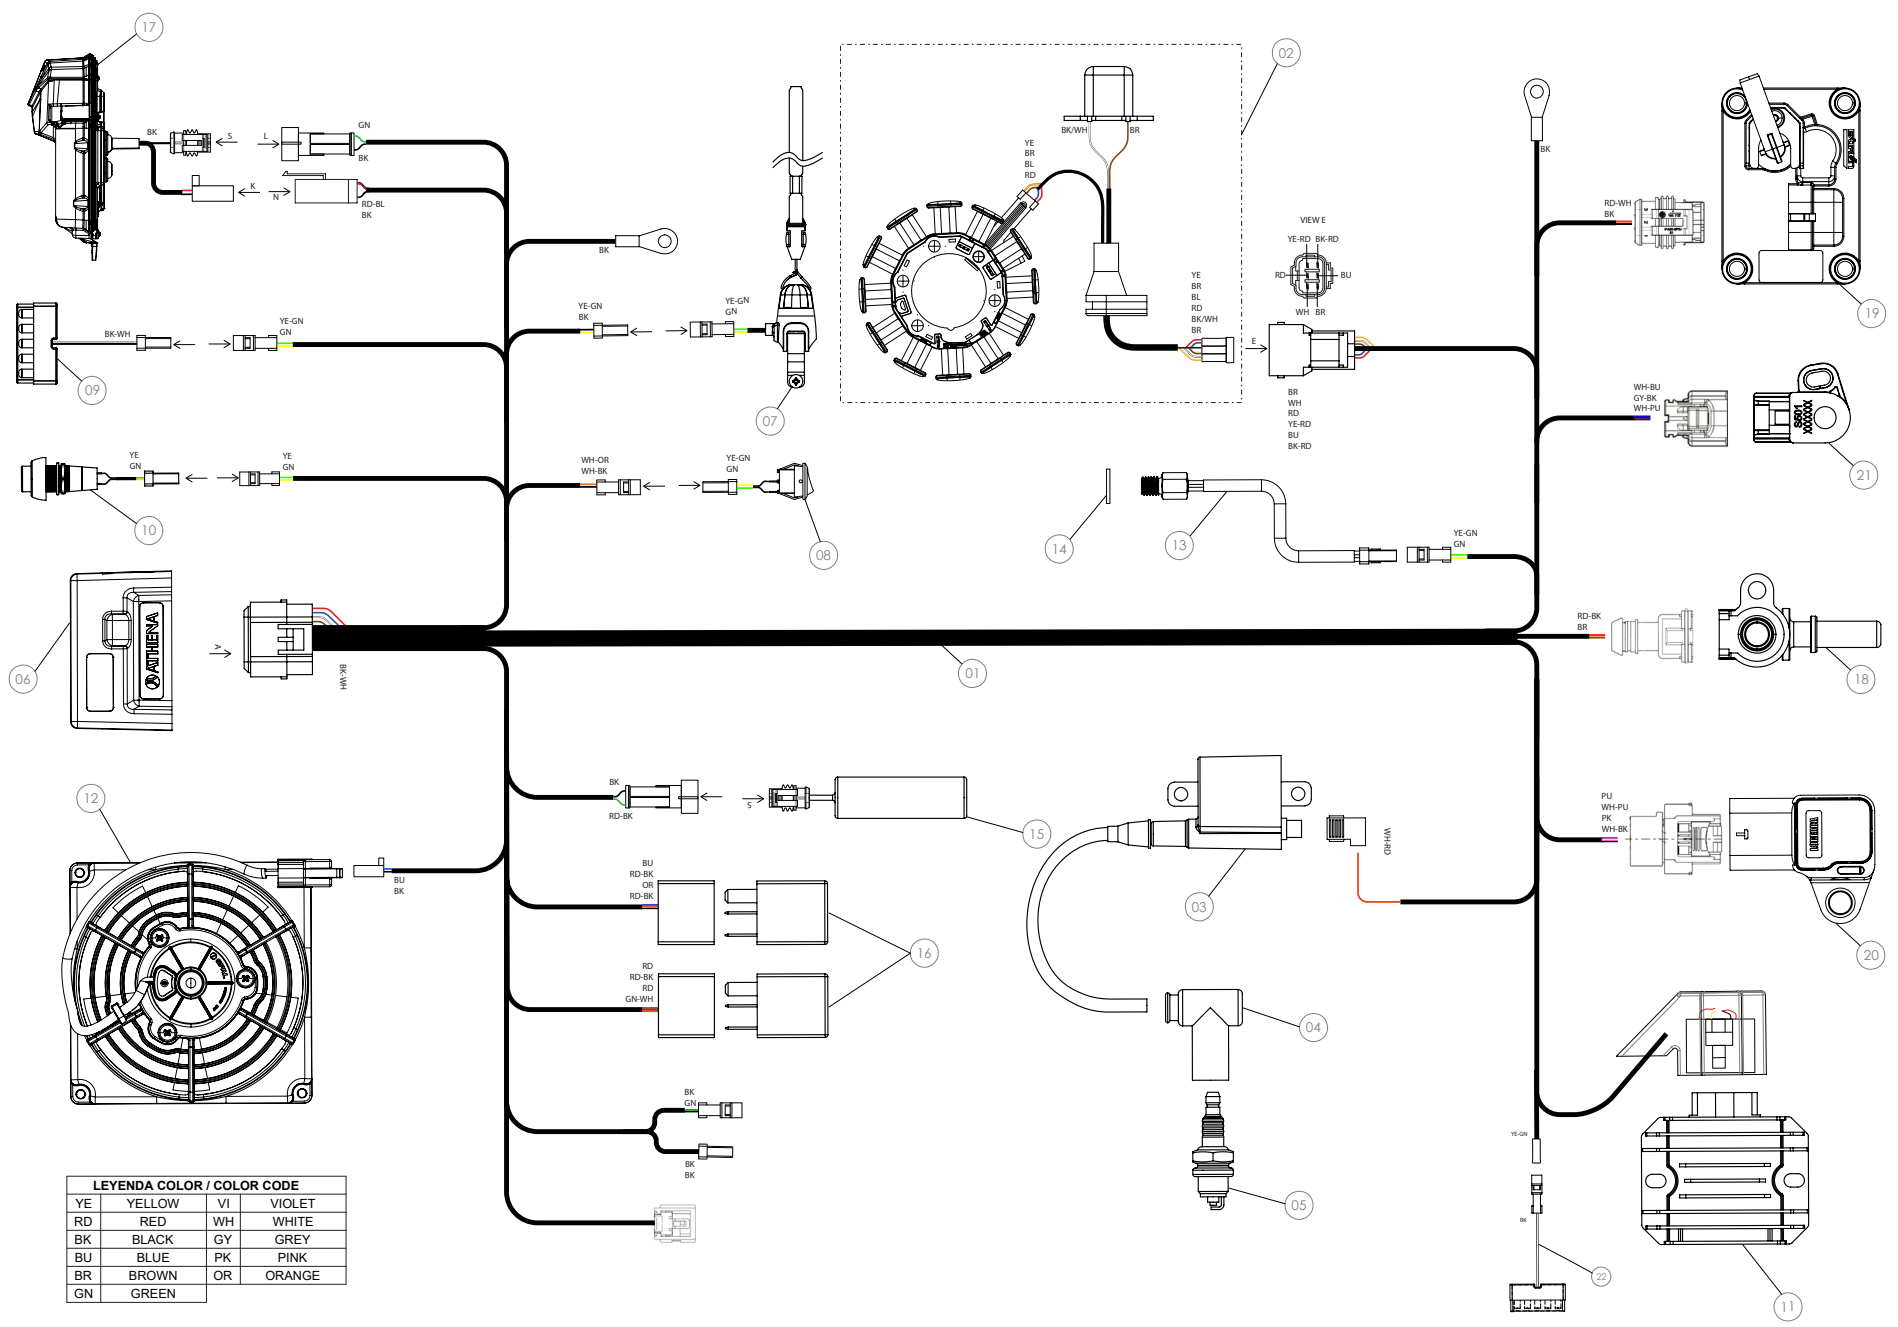 17
BK
S
L
GN
BK
K
N
RD-BL
BK
BK
09
BK-WH
YE-GN
GN
YE-GN
BK
YE-GN
GN
07
10
YE
GN
YE
GN
WH-OR
WH-BK
YE-GN
GN
08
02
BK/WH
BR
YE
BR
BL
RD
YE
BR
BL
RD
BK/WH
BR
E
VIEW E
YE-RD
BK-RD
RD
BU
WH
BR
BR
WH
RD
YE-RD
BU
BK-RD
BK
RD-WH
BK
19
WH-BU
GY-BK
WH-PU
S601
XXXXX
21
14
13
YE-GN
GN
06
ATHENA
A
BK-WH
01
RD-BK
BR
18
12
BU
BK
BK
RD-BK
S
15
BU
RD-BK
OR
RD-BK
RD
RD-BK
RD
GN-WH
16
BK
GN
BK
BK
03
WH-RD
04
05
PU
WH-PU
PK
WH-BK
20
YE-GN
BK
22
11
LEYENDA COLOR / COLOR CODE
YE YELLOW VI VIOLET
RD RED WH WHITE
BK BLACK GY GREY
BU BLUE PK PINK
BR BROWN OR ORANGE
GN GREEN